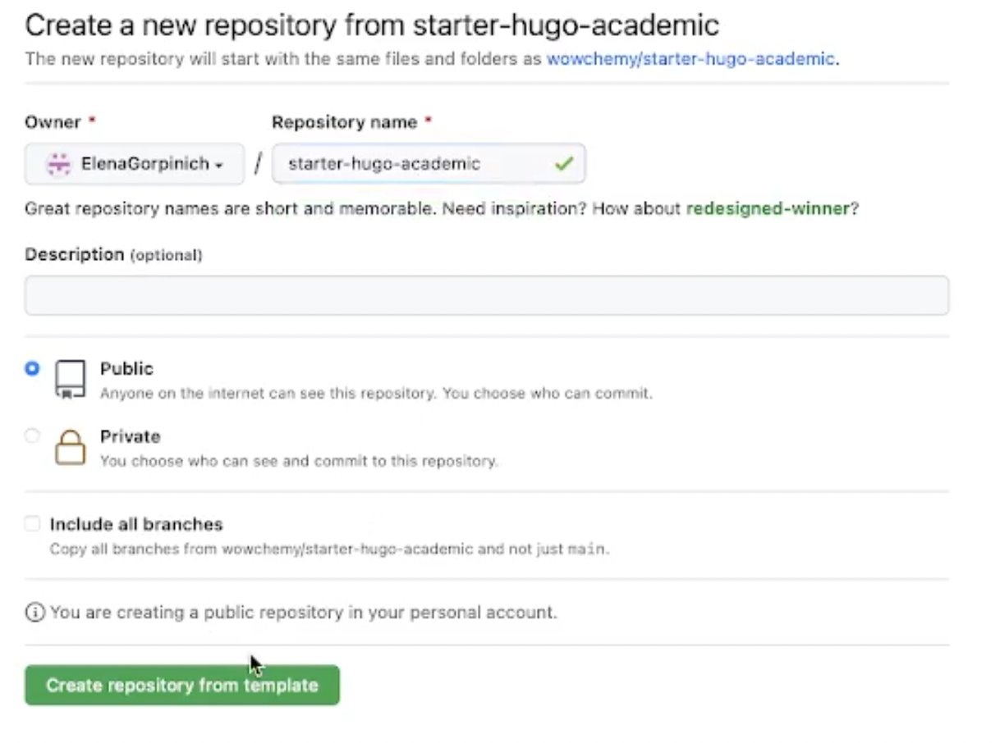 Create a new repository from starter-hugo-academic
The new repository will start with the same files and folders as wowchemy/starter-hugo-academic.
Owner * Repository name *
ElenaGorpinich / starter-hugo-academic
Great repository names are short and memorable. Need inspiration? How about redesigned-winner?
Description (optional)
Public
Anyone on the internet can see this repository. You choose who can commit.
Private
You choose who can see and commit to this repository.
Include all branches
Copy all branches from wowchemy/starter-hugo-academic and not just main.
You are creating a public repository in your personal account.
Create repository from template